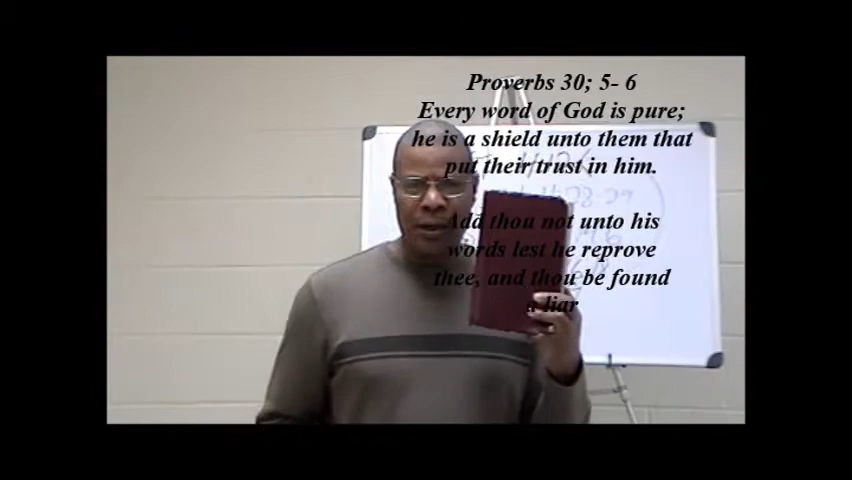 Proverbs 30; 5- 6
Every word of God is pure;
he is a shield unto them that
put their trust in him.
Add thou not unto his
words lest he reprove
thee, and thou be found
a liar